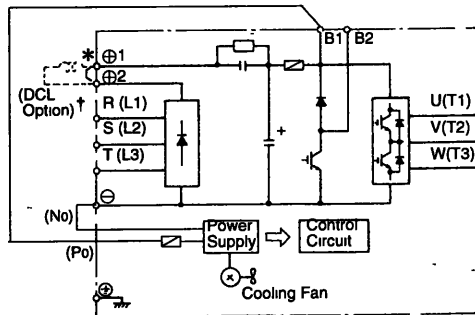 B1 B2
* ⊕1
⊕2
(DCL
Option) †
R (L1)
S (L2)
T (L3)
U(T1)
V(T2)
W(T3)
+
⊖
(No)
(Po)
Power
Supply
Control
Circuit
Cooling Fan
⊕